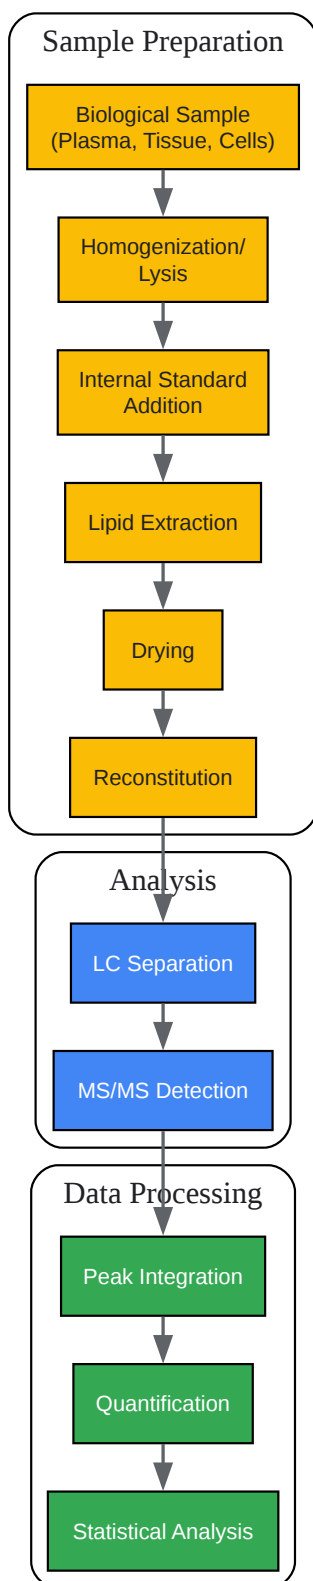 Sample Preparation
Biological Sample
(Plasma, Tissue, Cells)
Homogenization/
Lysis
Internal Standard
Addition
Lipid Extraction
Drying
Reconstitution
Analysis
LC Separation
MS/MS Detection
Data Processing
Peak Integration
Quantification
Statistical Analysis